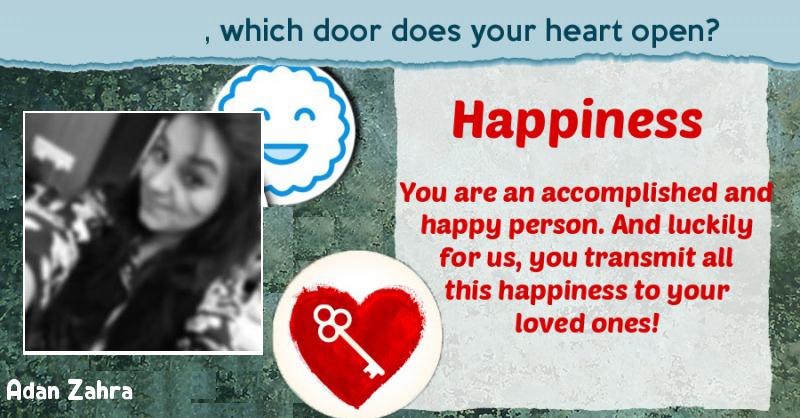 , which door does your heart open?
Happiness
You are an accomplished and
happy person. And luckily
for us, you transmit all
this happiness to your
loved ones!
Adan Zahra